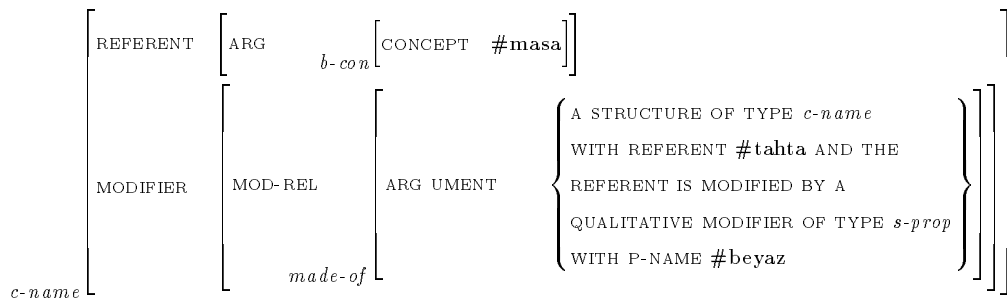 REFERENT ARG b-con CONCEPT #masa
A STRUCTURE OF TYPE c-name
WITH REFERENT #tahta AND THE
MODIFIER MOD-REL made-of ARG UMENT REFERENT IS MODIFIED BY A
QUALITATIVE MODIFIER OF TYPE s-prop
WITH P-NAME #beyaz
c-name